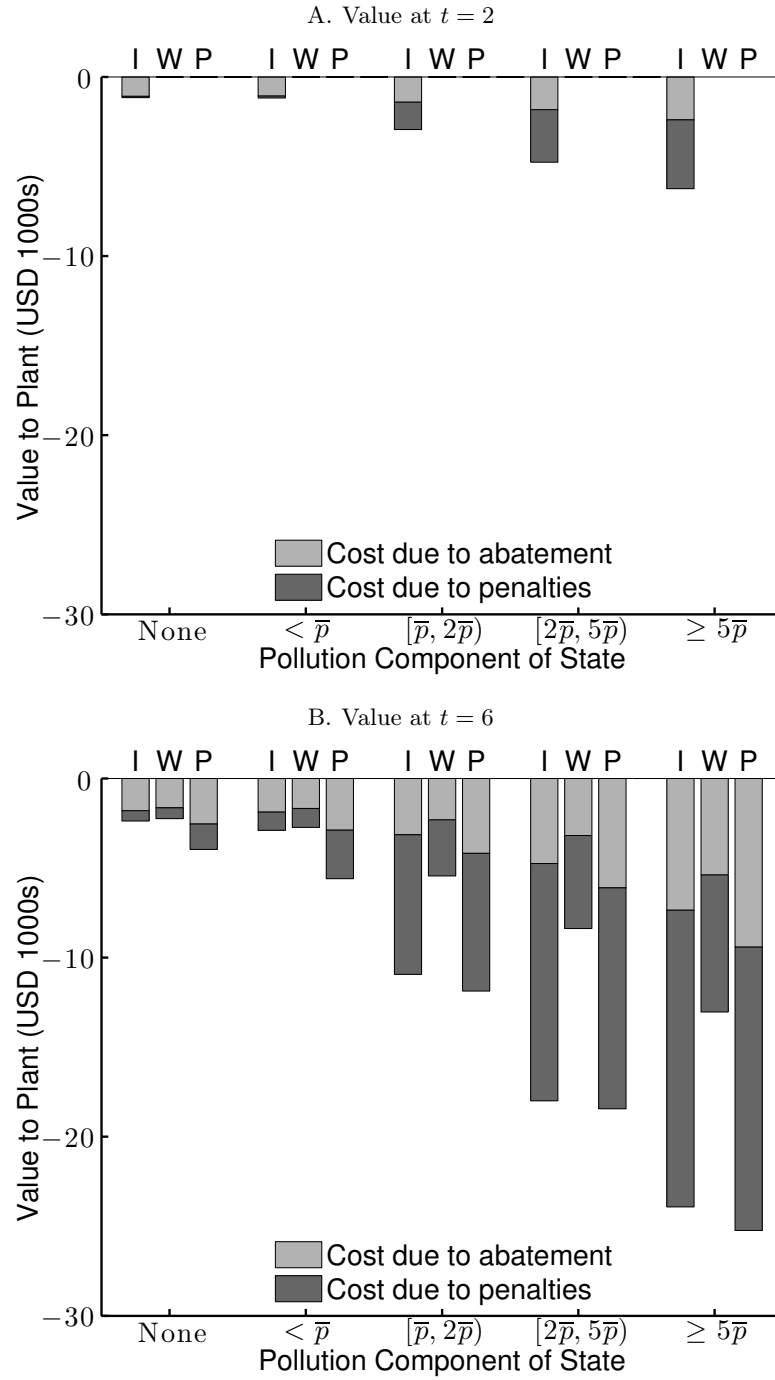 A. Value at t = 2
I W P I W P I W P I W P I W P
0
−10
−20
−30
Value to Plant (USD 1000s)
Cost due to abatement
Cost due to penalties
None < p̅ [p̅, 2p̅) [2p̅, 5p̅) ≥ 5p̅
Pollution Component of State
B. Value at t = 6
I W P I W P I W P I W P I W P
0
−10
−20
−30
Value to Plant (USD 1000s)
Cost due to abatement
Cost due to penalties
None < p̅ [p̅, 2p̅) [2p̅, 5p̅) ≥ 5p̅
Pollution Component of State